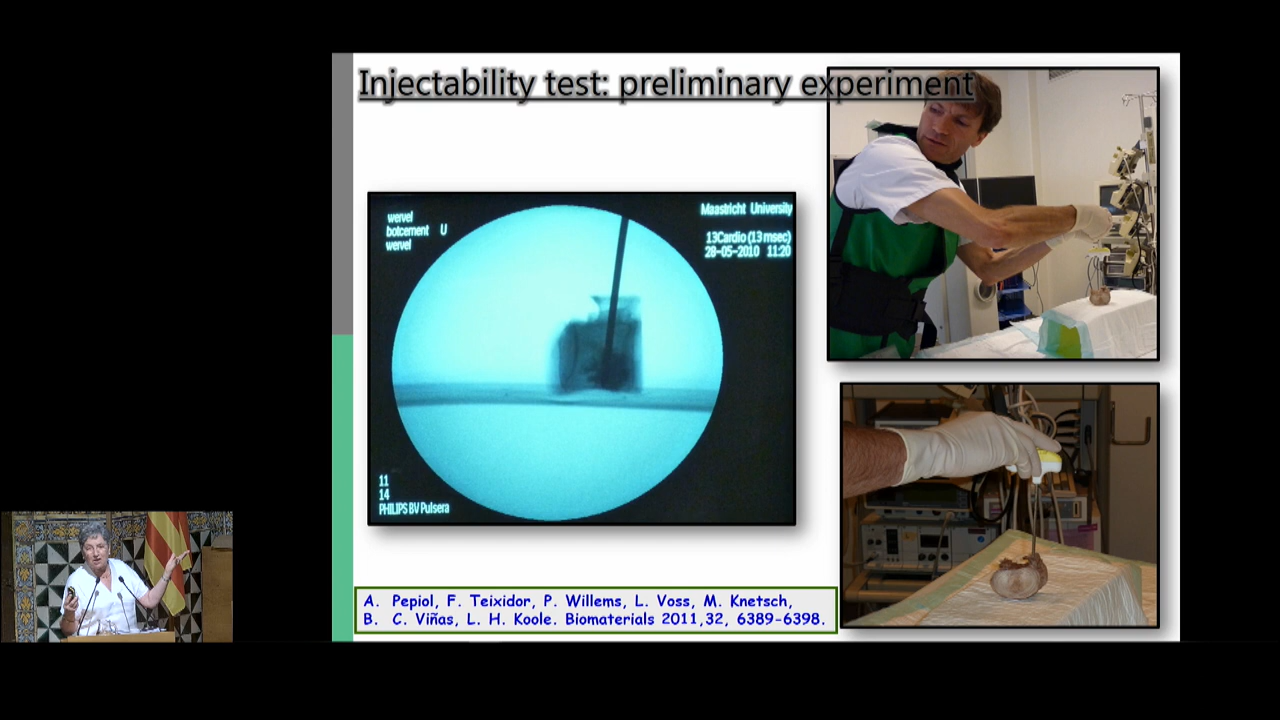 Injectability test: preliminary experiment
wervel
botcement U
wervel
Maastricht University
13Cardio (13 msec)
28-05-2010 11:20
11
14
PHILIPS BV Pulsera
A. Pepiol, F. Teixidor, P. Willems, L. Voss, M. Knetsch,
B. C. Viñas, L. H. Koole. Biomaterials 2011,32, 6389-6398.